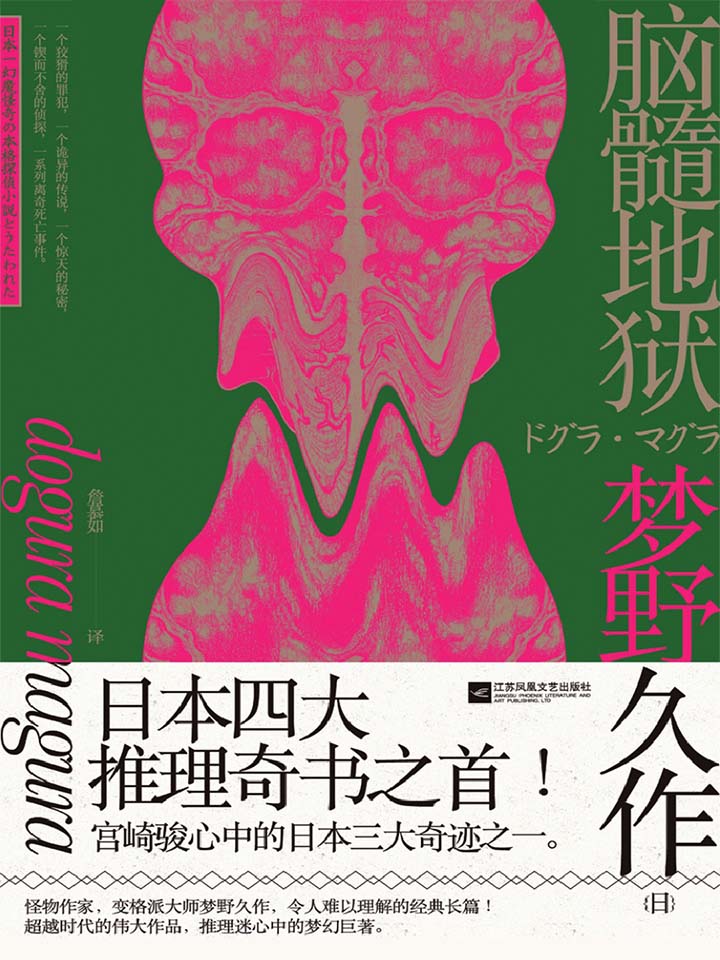 脑髓地狱
ドグラ・マグラ
梦野久作
{日}
日本一幻魔怪奇の本格探偵小説とうたわれた
一个狡猾的罪犯，一个诡异的传说，一个惊天的秘密，
一个锲而不舍的侦探，一系列离奇死亡事件。
dogura magura
詹慕如
译
江苏凤凰文艺出版社
JIANGSU PHOENIX LITERATURE AND
ART PUBLISHING, LTD
日本四大
推理奇书之首！
宫崎骏心中的日本三大奇迹之一。
怪物作家，变格派大师梦野久作，令人难以理解的经典长篇！
超越时代的伟大作品，推理迷心中的梦幻巨著。